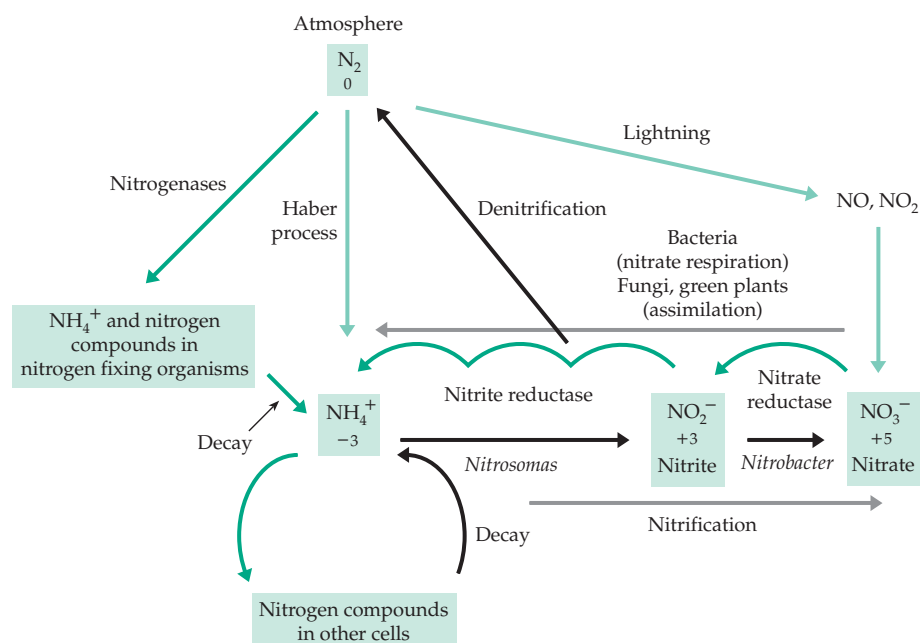 Atmosphere
N₂
0
Lightning
Nitrogenases
Haber
process
Denitrification
NO, NO₂
Bacteria
(nitrate respiration)
Fungi, green plants
(assimilation)
NH₄⁺ and nitrogen
compounds in
nitrogen fixing organisms
Decay
NH₄⁺
−3
Nitrite reductase
Nitrosomas
NO₂⁻
+3
Nitrite
Nitrate
reductase
Nitrobacter
NO₃⁻
+5
Nitrate
Nitrification
Decay
Nitrogen compounds
in other cells